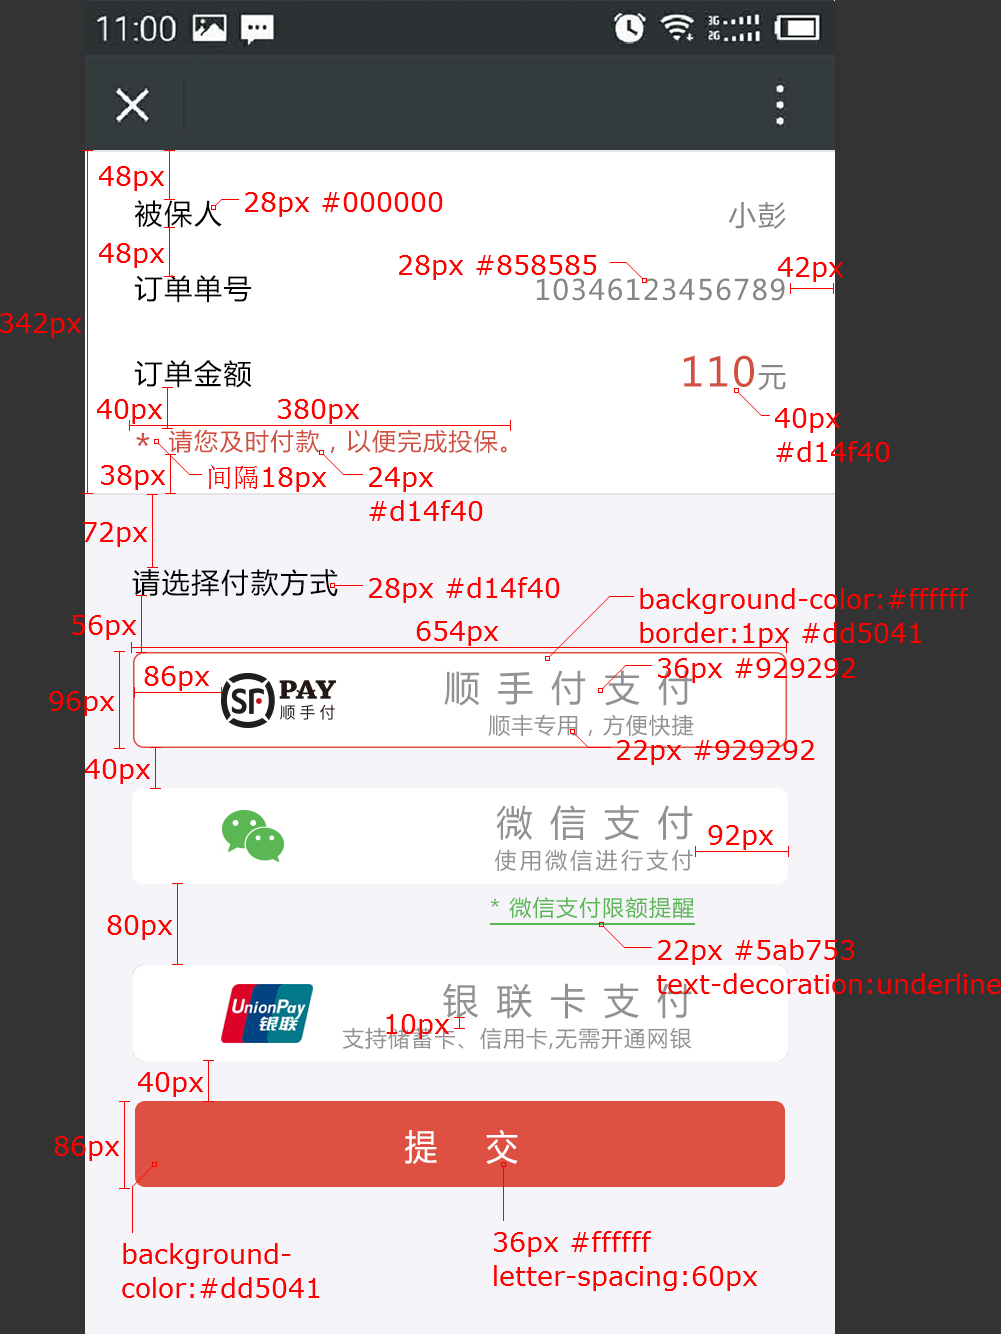 11:00
3G
2G
48px
28px #000000
被保人
小彭
48px
28px #858585
42px
订单单号
10346123456789
342px
订单金额
110元
40px
380px
40px
#d14f40
* 请您及时付款，以便完成投保。
38px
间隔18px
24px
#d14f40
72px
请选择付款方式
28px #d14f40
background-color:#ffffff
border:1px #dd5041
56px
654px
36px #929292
86px
96px
SF
PAY
顺手付
顺手付支付
顺丰专用，方便快捷
22px #929292
40px
微信支付
92px
使用微信进行支付
* 微信支付限额提醒
80px
22px #5ab753
text-decoration:underline
UnionPay
银联
银联卡支付
10px
支持储蓄卡、信用卡,无需开通网银
40px
86px
提 交
36px #ffffff
letter-spacing:60px
background-
color:#dd5041